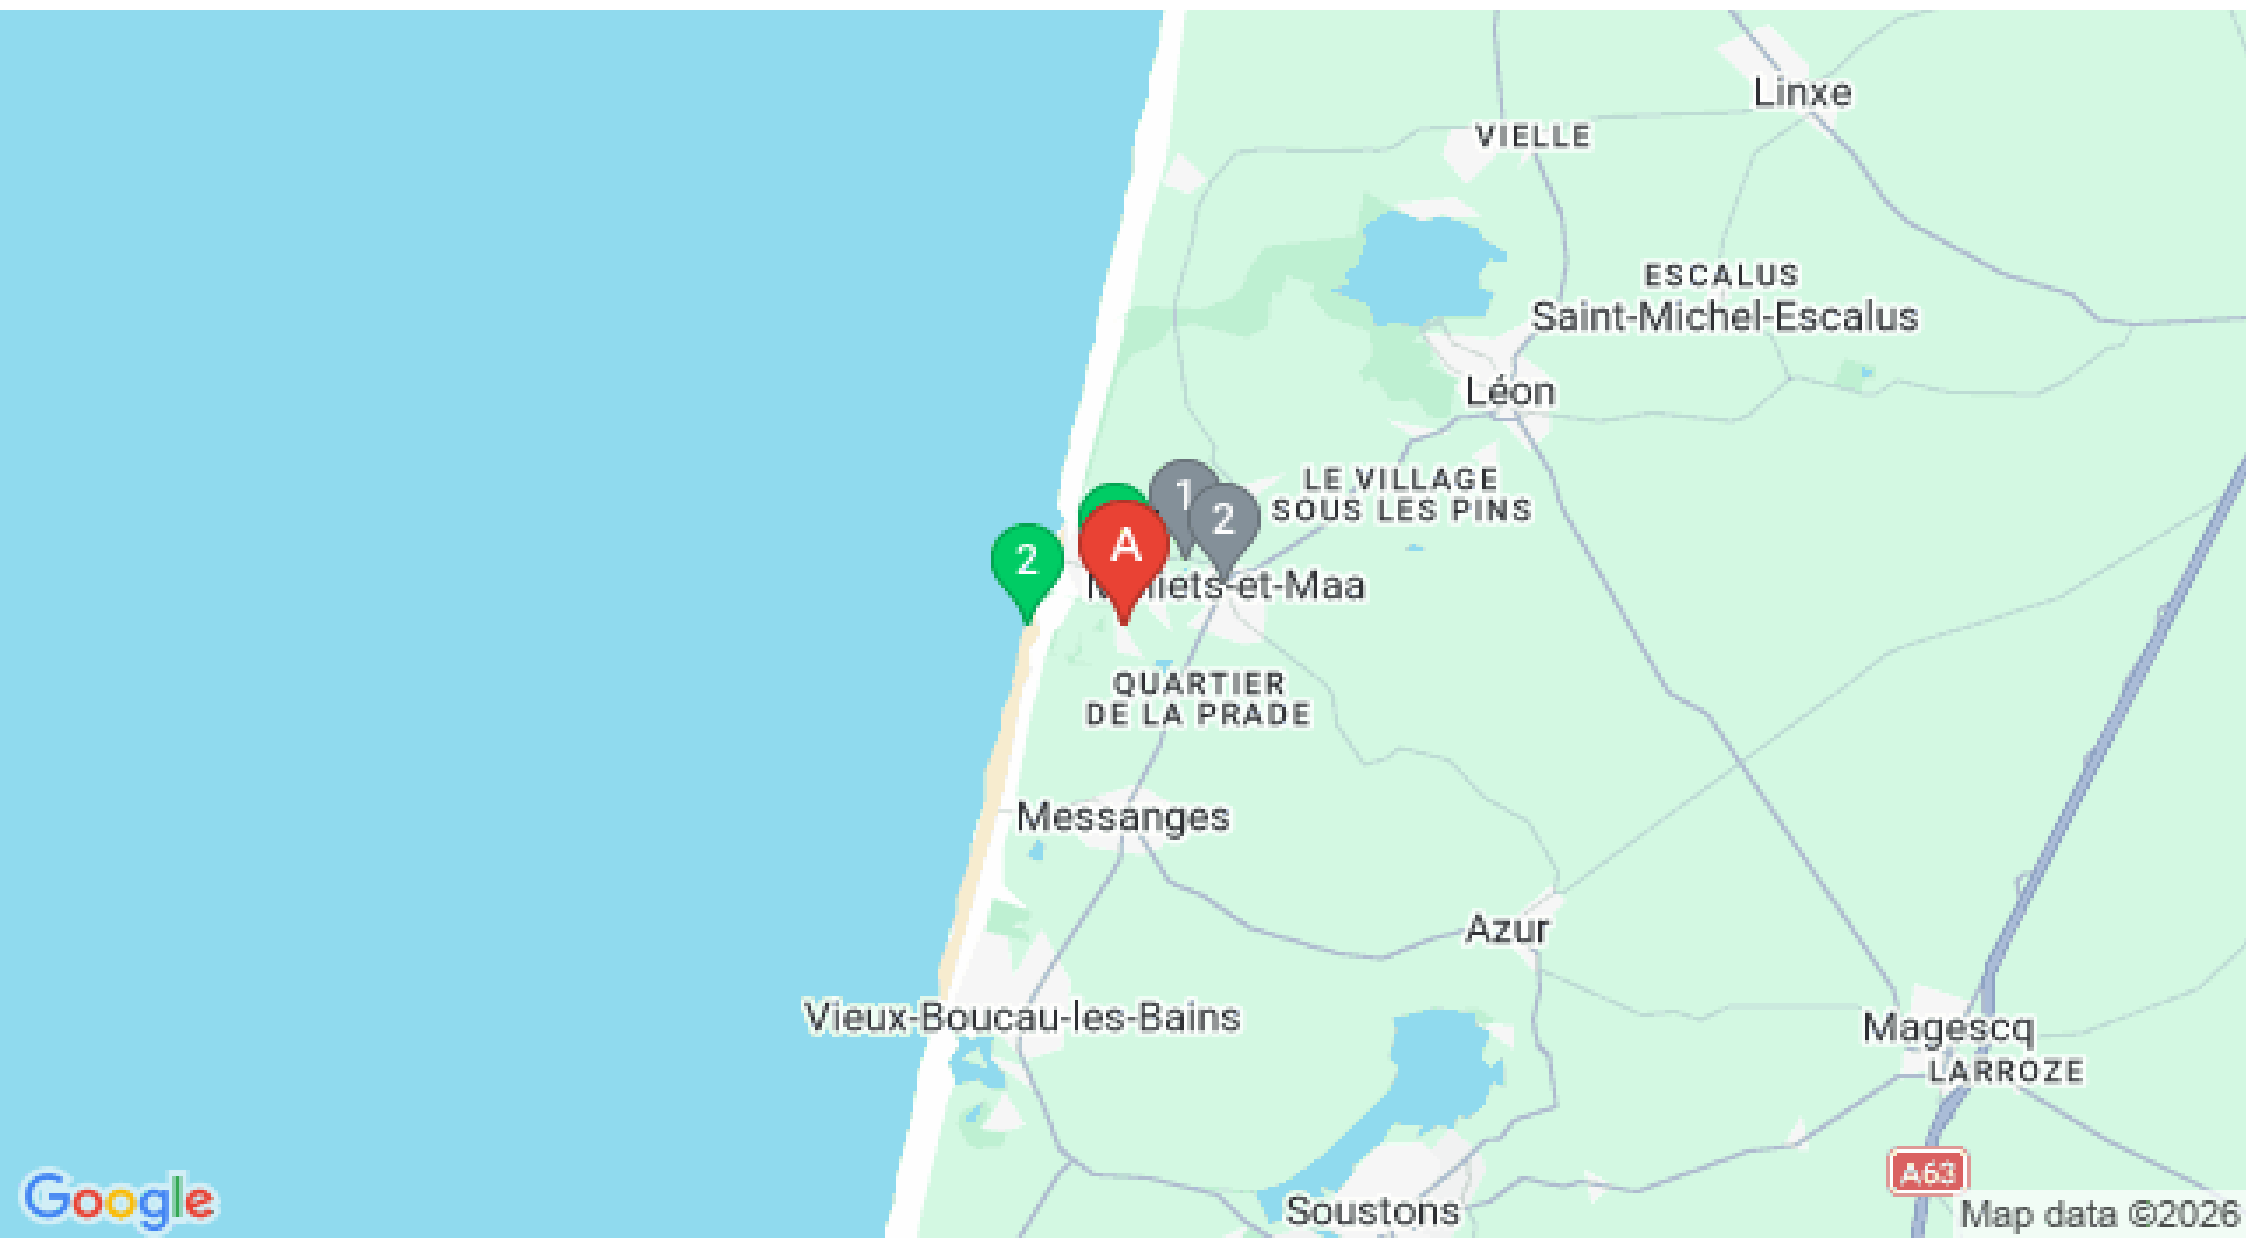 Linxe
VIELLE
ESCALUS
Saint-Michel-Escalus
Léon
LE VILLAGE
SOUS LES PINS
1
2
A
2
iets-et-Maa
QUARTIER
DE LA PRADE
Messanges
Azur
Vieux-Boucau-les-Bains
Magescq
LARROZE
A63
Soustons
Google
Map data ©2026